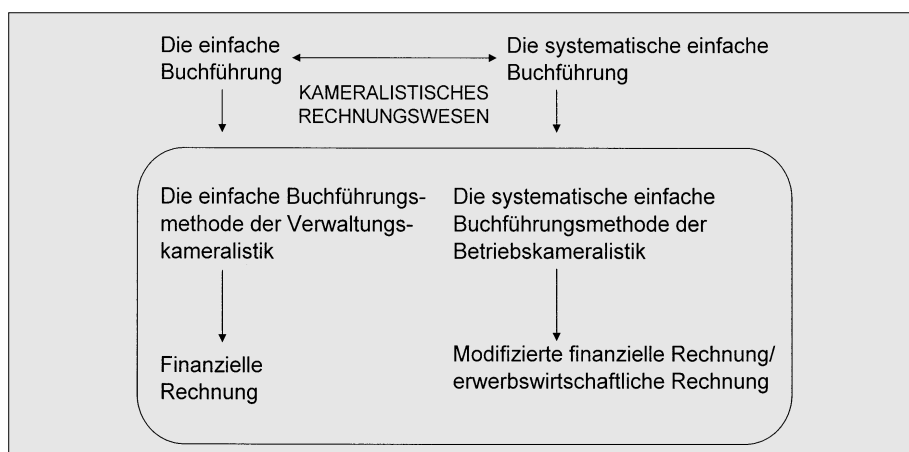 Die einfache
Buchführung
Die systematische einfache
Buchführung
KAMERALISTISCHES
RECHNUNGSWESEN
Die einfache Buchführungs-
methode der Verwaltungs-
kameralistik
Die systematische einfache
Buchführungsmethode der
Betriebskameralistik
Finanzielle
Rechnung
Modifizierte finanzielle Rechnung/
erwerbswirtschaftliche Rechnung